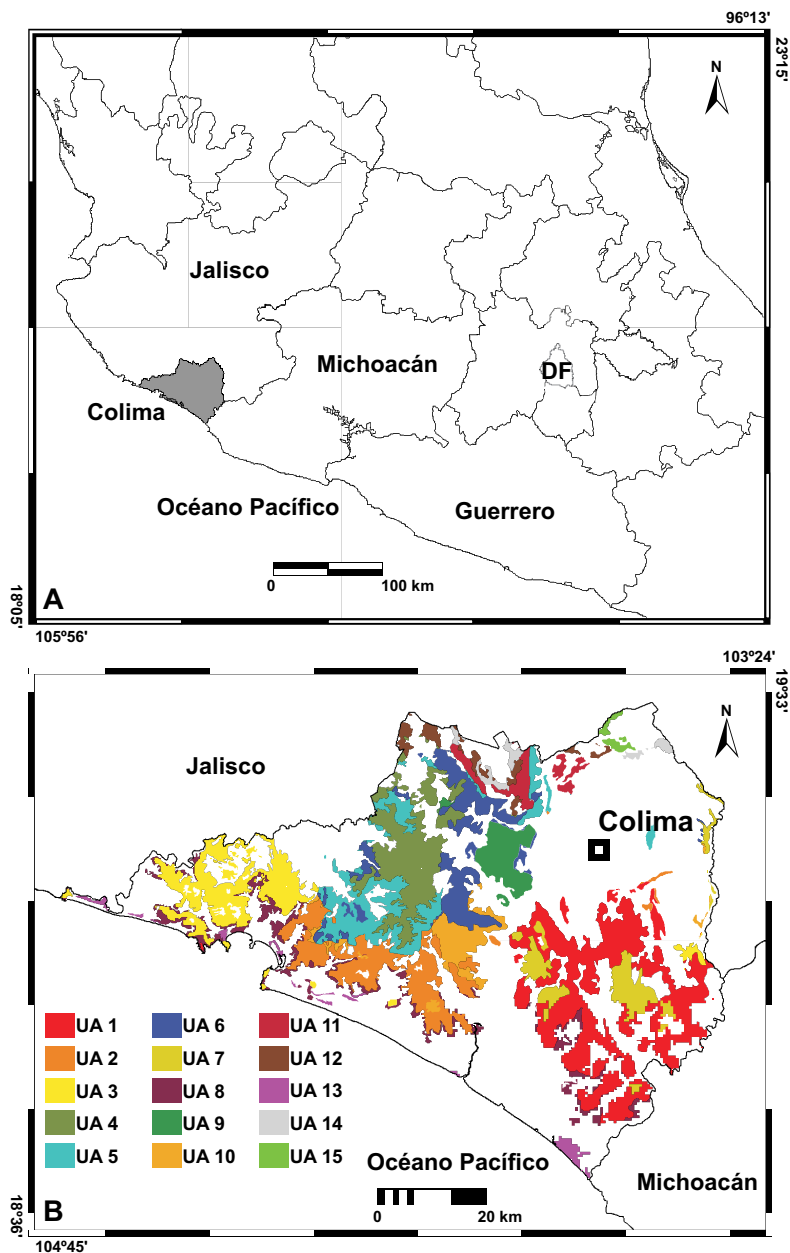 96º13'
23º15'
N
Jalisco
Michoacán
DF
Colima
Océano Pacífico
Guerrero
0 100 km
18º05'
A
105º56'
103º24'
19º33'
N
Jalisco
Colima
UA 1 UA 6 UA 11
UA 2 UA 7 UA 12
UA 3 UA 8 UA 13
UA 4 UA 9 UA 14
UA 5 UA 10 UA 15
Océano Pacífico
Michoacán
0 20 km
18º36'
B
104º45'